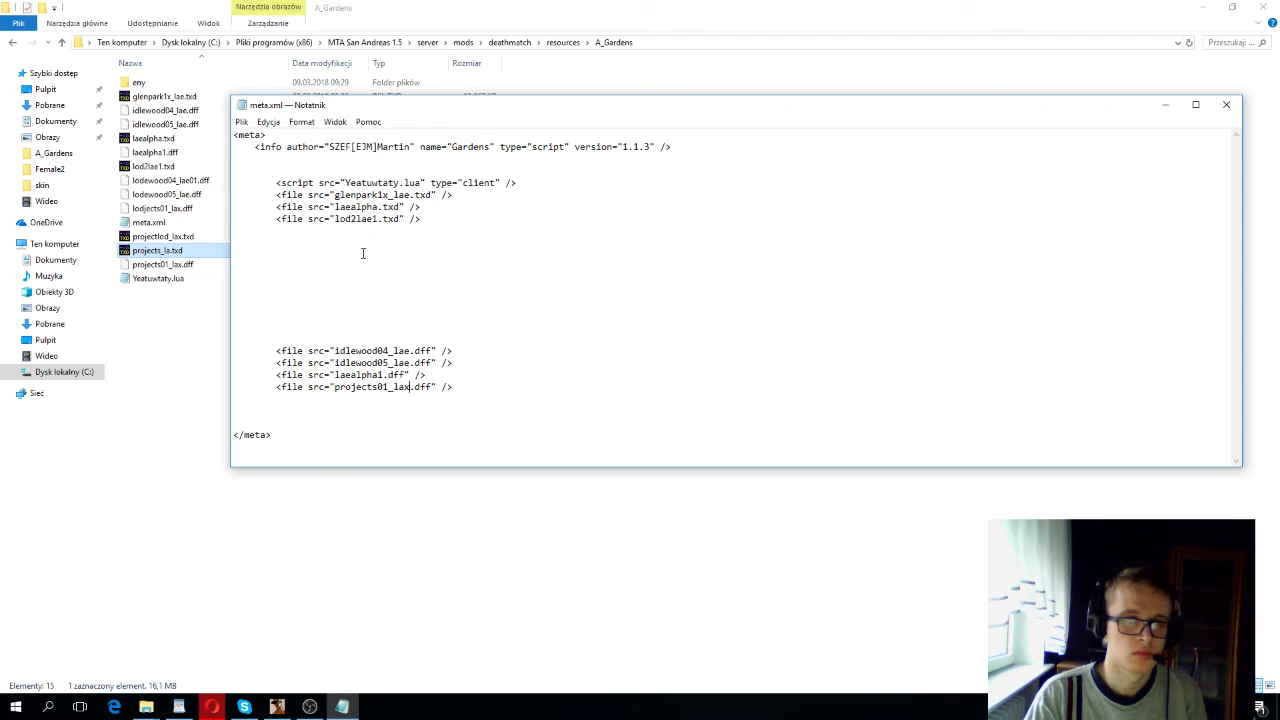 Narzędzia obrazów
A_Gardens
Plik
Narzędzia główne
Udostępnianie
Widok
Zarządzanie
Ten komputer
Dysk lokalny (C:)
Pliki programów (x86)
MTA San Andreas 1.5
server
mods
deathmatch
resources
A_Gardens
Przeszukaj: ...
Szybki dostęp
Pulpit
Pobrane
Dokumenty
Obrazy
A_Gardens
Female2
skin
Wideo
OneDrive
Ten komputer
Dokumenty
Muzyka
Obiekty 3D
Obrazy
Pobrane
Pulpit
Wideo
Dysk lokalny (C:)
Sieć
Nazwa
Data modyfikacji
Typ
Rozmiar
eny
09.03.2018 09:29
Folder plików
glenpark1x_lae.txd
idlewood04_lae.dff
idlewood05_lae.dff
laealpha.txd
laealpha1.dff
lod2lae1.txd
lodewood04_lae01.dff
lodewood05_lae.dff
lodjects01_lax.dff
meta.xml
projectlod_lax.txd
projects_la.txd
projects01_lax.dff
Yeatuwtaty.lua
meta.xml — Notatnik
Plik
Edycja
Format
Widok
Pomoc
<meta>
<info author="SZEF[EJM]Martin" name="Gardens" type="script" version="1.1.3" />
<script src="Yeatuwtaty.lua" type="client" />
<file src="glenpark1x_lae.txd" />
<file src="laealpha.txd" />
<file src="lod2lae1.txd" />
<file src="idlewood04_lae.dff" />
<file src="idlewood05_lae.dff" />
<file src="laealpha1.dff" />
<file src="projects01_lax.dff" />
</meta>
Elementy: 15
1 zaznaczony element. 16,1 MB